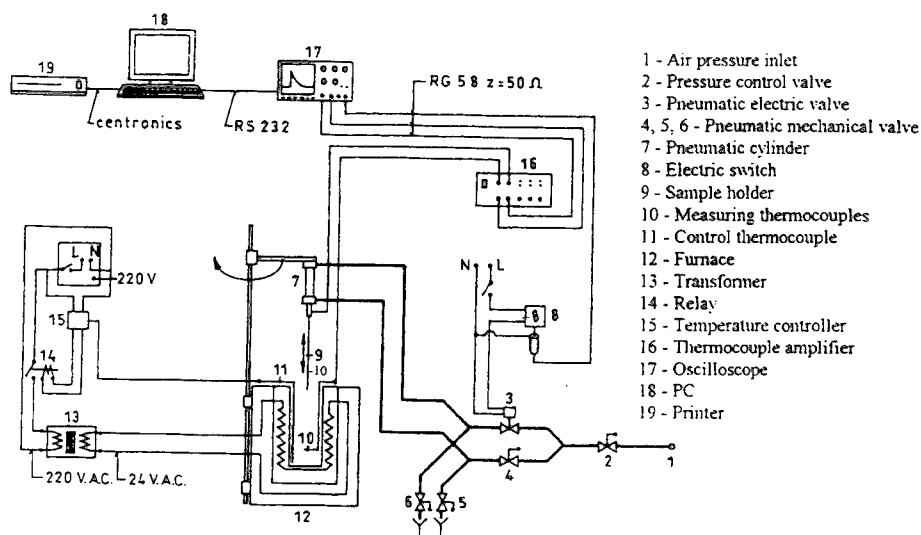 18
19
17
RG 58 z=50 Ω
centronics
RS 232
16
L N
220 V
15
14
13
220 V.A.C.
24 V.A.C.
7
9
10
11
10
12
N L
8 8
3
4
2
1
6 5
1 - Air pressure inlet
2 - Pressure control valve
3 - Pneumatic electric valve
4, 5, 6 - Pneumatic mechanical valve
7 - Pneumatic cylinder
8 - Electric switch
9 - Sample holder
10 - Measuring thermocouples
11 - Control thermocouple
12 - Furnace
13 - Transformer
14 - Relay
15 - Temperature controller
16 - Thermocouple amplifier
17 - Oscilloscope
18 - PC
19 - Printer